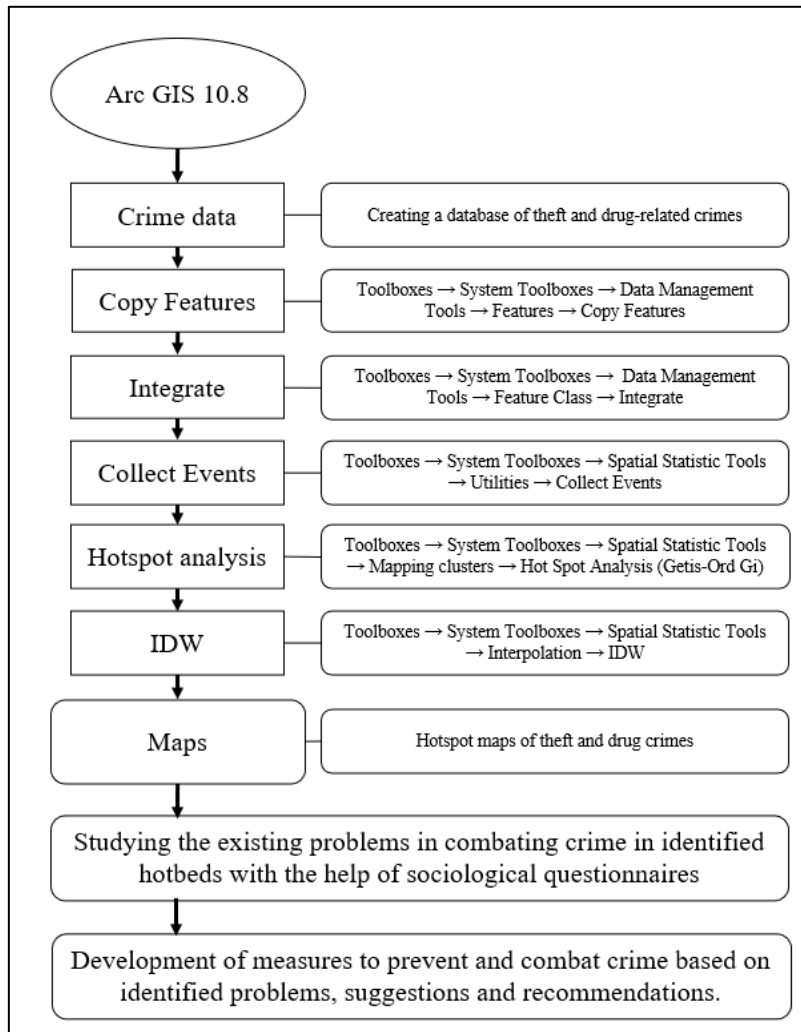 Arc GIS 10.8
Crime data
Creating a database of theft and drug-related crimes
Copy Features
Toolboxes → System Toolboxes → Data Management
Tools → Features → Copy Features
Integrate
Toolboxes → System Toolboxes → Data Management
Tools → Feature Class → Integrate
Collect Events
Toolboxes → System Toolboxes → Spatial Statistic Tools
→ Utilities → Collect Events
Hotspot analysis
Toolboxes → System Toolboxes → Spatial Statistic Tools
→ Mapping clusters → Hot Spot Analysis (Getis-Ord Gi)
IDW
Toolboxes → System Toolboxes → Spatial Statistic Tools
→ Interpolation → IDW
Maps
Hotspot maps of theft and drug crimes
Studying the existing problems in combating crime in identified
hotbeds with the help of sociological questionnaires
Development of measures to prevent and combat crime based on
identified problems, suggestions and recommendations.